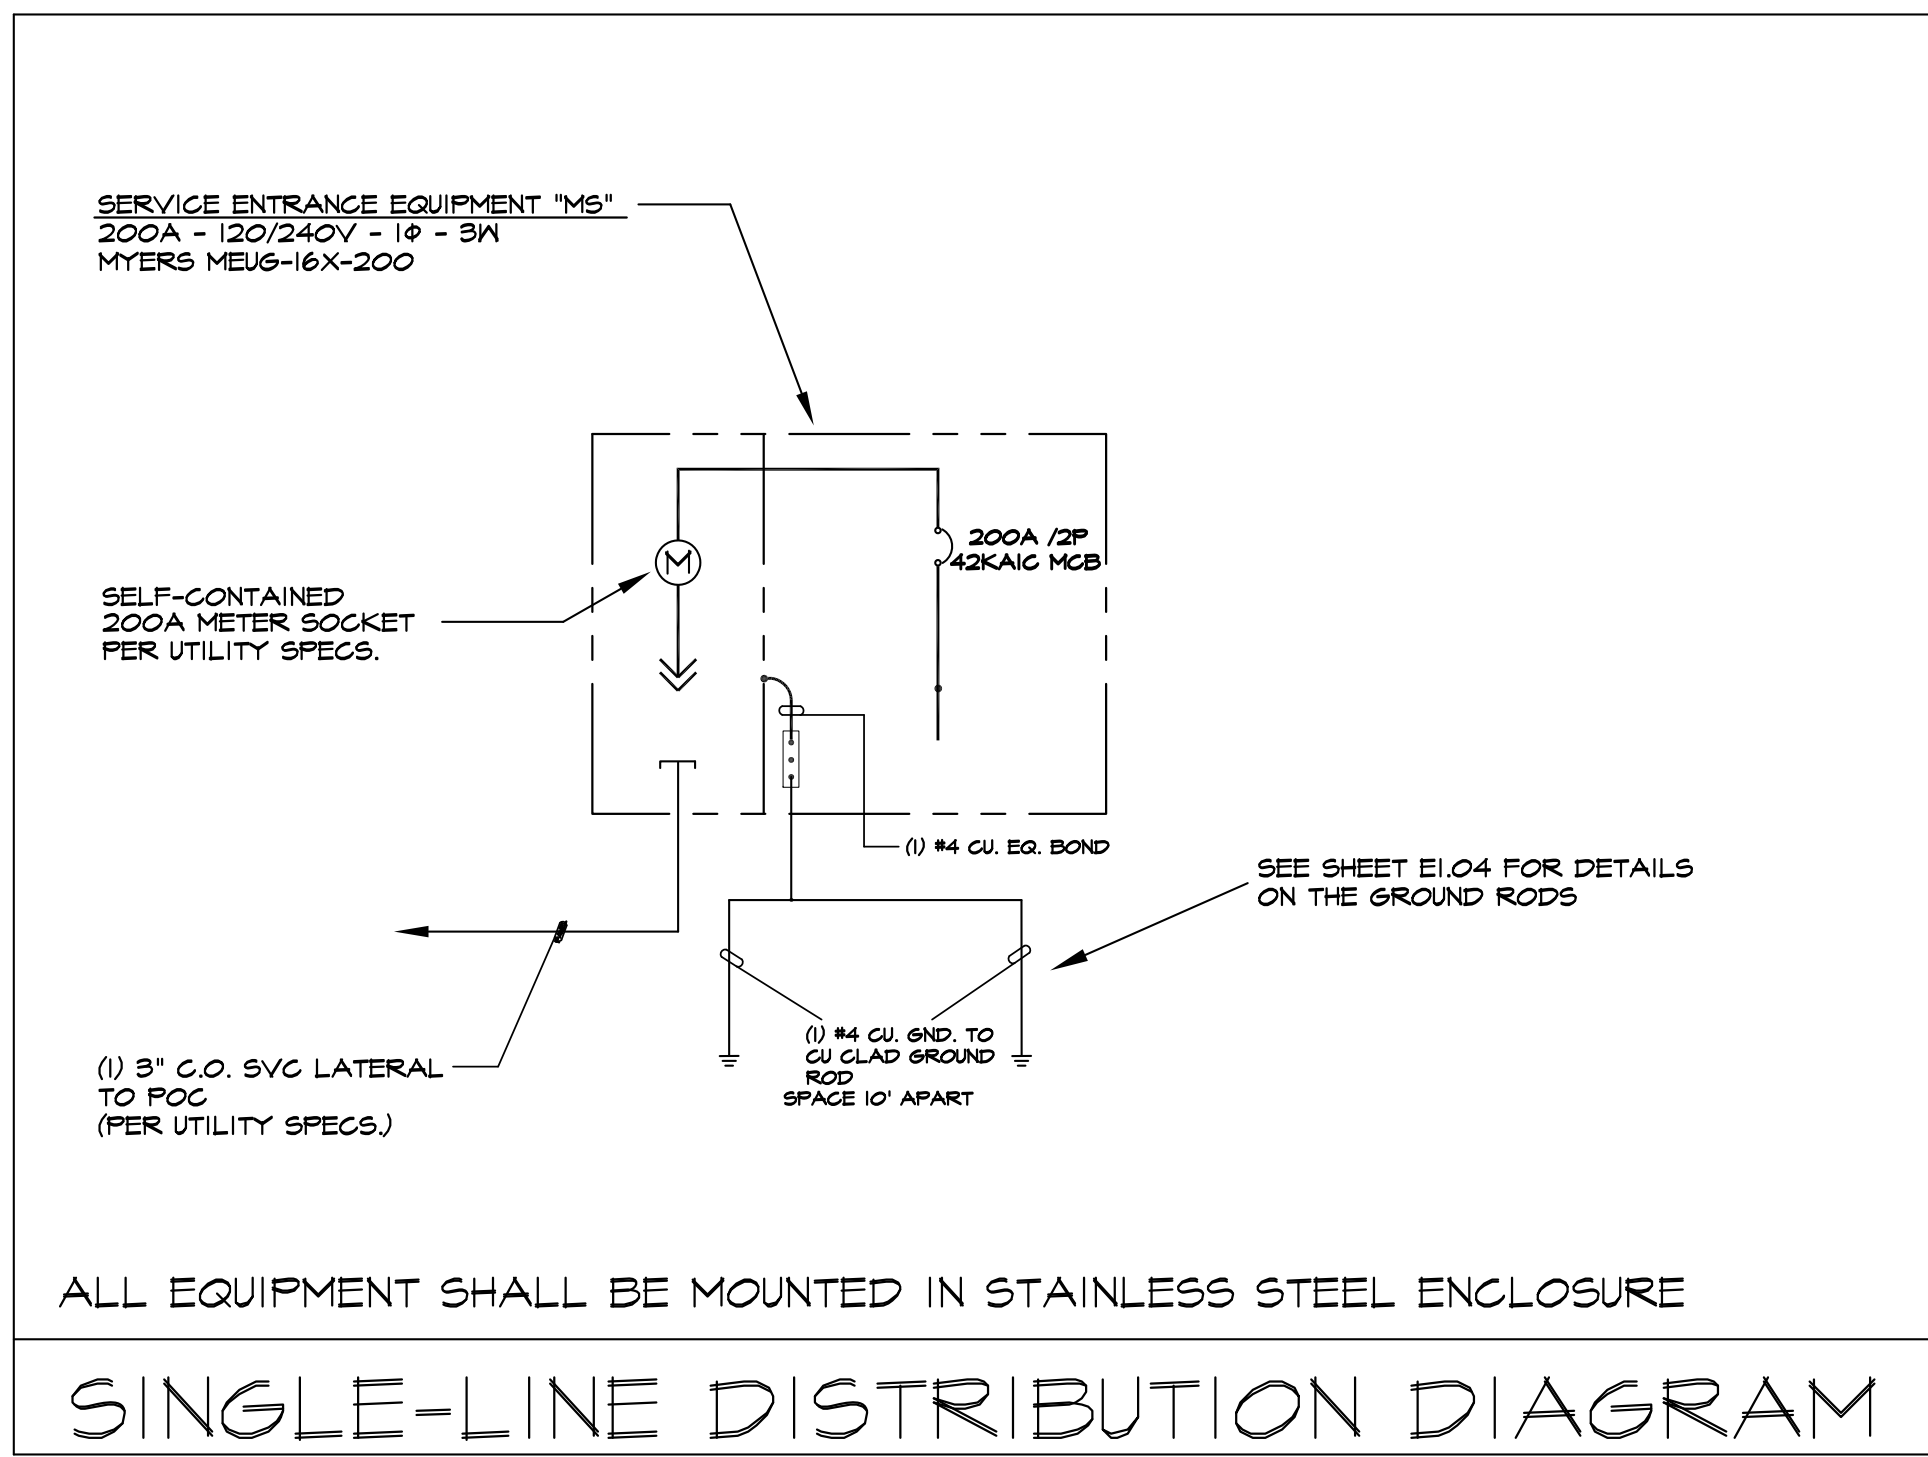 SERVICE ENTRANCE EQUIPMENT "MS"
200A - 120/240V - 1Φ - 3W
MYERS MEUG-16X-200
200A /2P
42KAIC MCB
M
SELF-CONTAINED
200A METER SOCKET
PER UTILITY SPECS.
(1) #4 CU. EQ. BOND
SEE SHEET E1.04 FOR DETAILS
ON THE GROUND RODS
(1) #4 CU. GND. TO
CU CLAD GROUND
ROD
SPACE 10' APART
(1) 3" C.O. SVC LATERAL
TO POC
(PER UTILITY SPECS.)
ALL EQUIPMENT SHALL BE MOUNTED IN STAINLESS STEEL ENCLOSURE
SINGLE-LINE DISTRIBUTION DIAGRAM